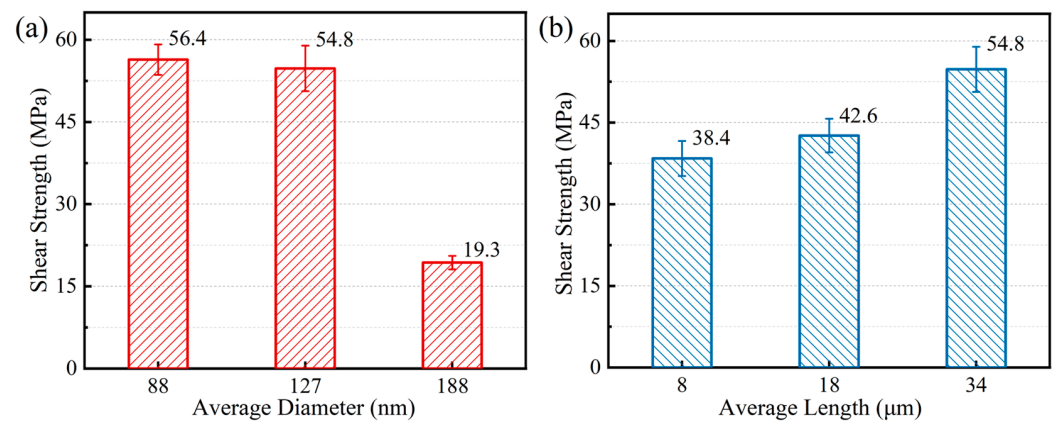 (a)
Shear Strength (MPa)
60
45
30
15
0
56.4
54.8
19.3
88 127 188
Average Diameter (nm)
(b)
Shear Strength (MPa)
60
45
30
15
0
38.4
42.6
54.8
8 18 34
Average Length (μm)